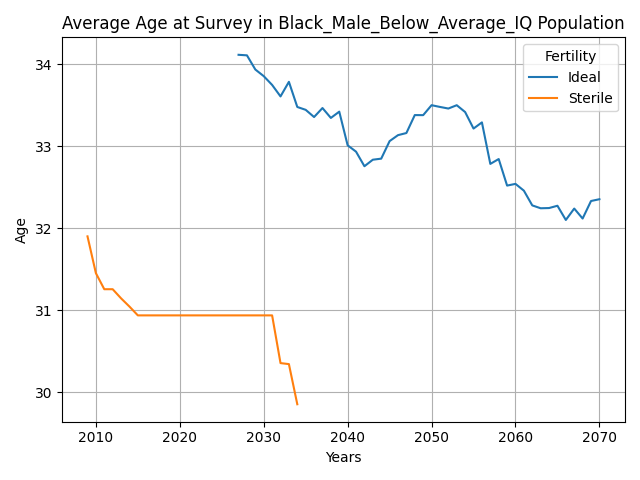 Average Age at Survey in Black_Male_Below_Average_IQ Population
Fertility
Ideal
Sterile
34
33
32
31
30
Age
2010 2020 2030 2040 2050 2060 2070
Years